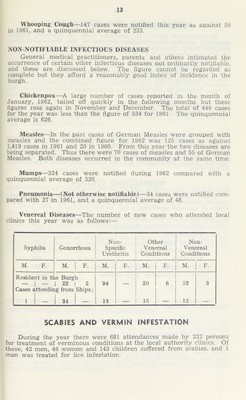 13
Whooping Cough—147 cases were notified this year as against 59
in 1961, and a quinquennial average of 233.
NON-NOTIFIABLE INFECTIOUS DISEASES
General medical practitioners, parents and others intimated the
occurrence of certain other infectious diseases not ordinarily notifiable,
and these are discussed below. The figure cannot be regarded as
complete but they afford a reasonably good index of incidence in the
burgh.
Chickenpox—A large number of cases reported in the month of
January, 1962, tailed off quickly in the following months but these
figures rose again in November and December. The total of 449 cases
for the year was less than the figure of 534 for 1961. The quinquennial
average is 628.
Measles—In the past cases of German Measles were grouped with
measles and the combined figure for 1962 was 125 cases as against
1,419 cases in 1961 and 20 in 1960. From this year the two diseases are
being separated. Thus there were 70 cases of measles and 55 of German
Measles. Both diseases occurred in the community at the same time.
Mumps—324 cases were notified during 1962 compared with a
quinquennial average of 320.
Pneumonia—(Not otherwise notifiable)—34 cases were notified com-
pared with 27 in 1961, and a quinquennial average of 48.
Venereal Diseases—The number of new cases who attended local
clinics this year was as follows:—
Syphilis Gonorrhoea Non-Specific Urethritis Other Venereal Conditions Non-Venereal Conditions
M. F. M. F. M. F. M. F. M. F.
Resident in the Burgh
— — 22 2 94 — 20 6 52 3
Cases attending from Ships:
1 — 34 — 18 — 10 — 12 —
SCABIES AND VERMIN INFESTATION
During the year there were 681 attendances made by 232 persons
for treatment of verminous conditions at the local authority clinics. Of
these, 42 men, 46 women and 143 children suffered from scabies, and 1
man was treated for lice infestation.